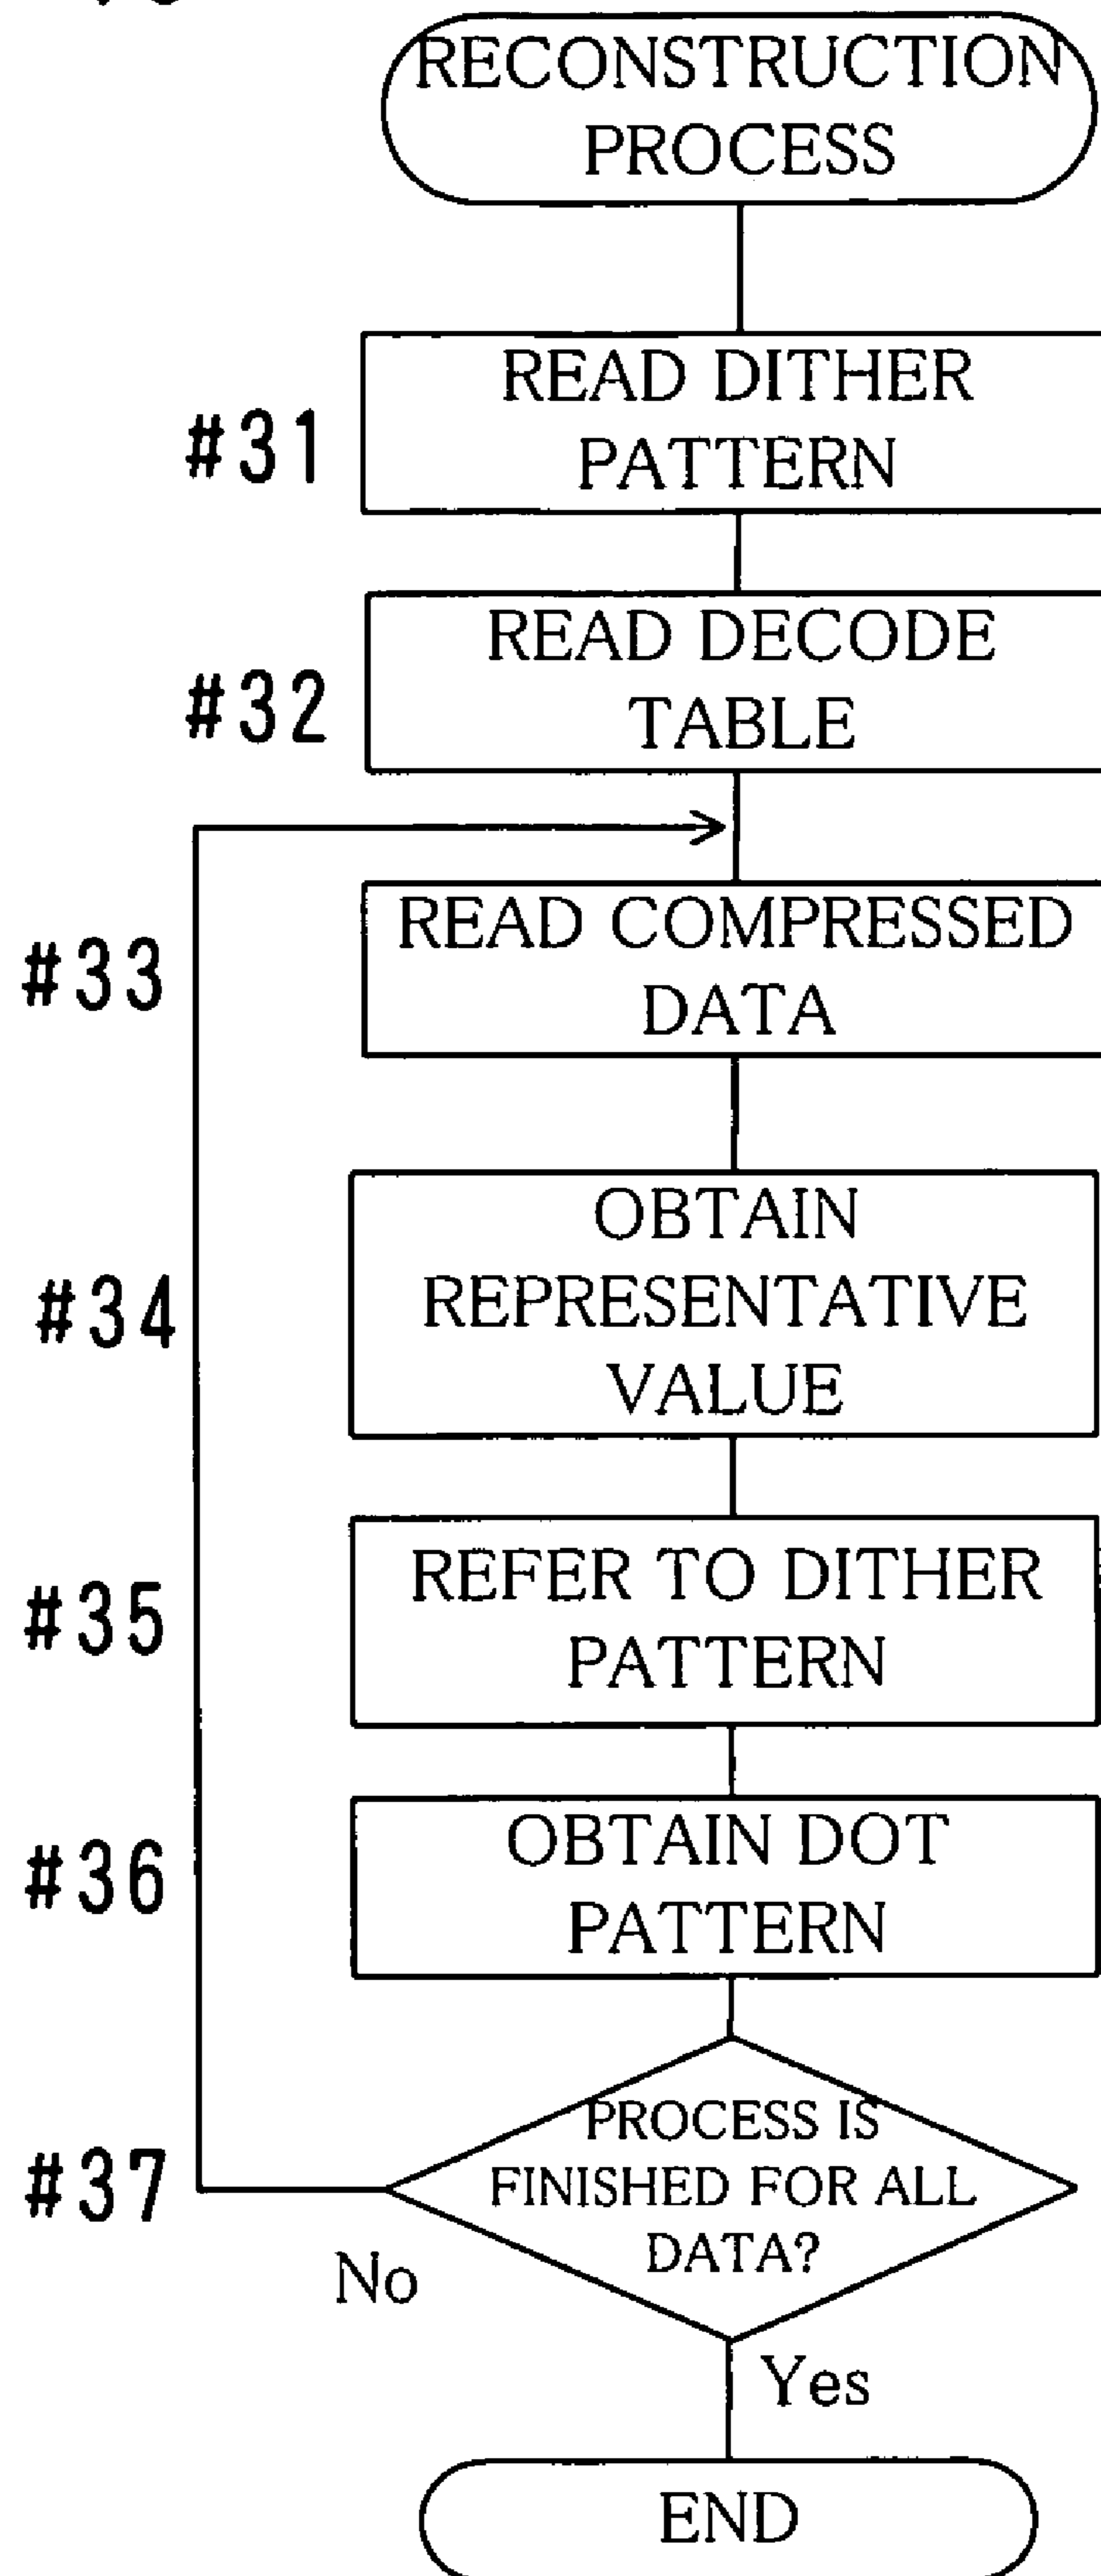 RECONSTRUCTION
PROCESS
READ DITHER
PATTERN
#31
READ DECODE
TABLE
#32
READ COMPRESSED
DATA
#33
OBTAIN
REPRESENTATIVE
VALUE
#34
REFER TO DITHER
PATTERN
#35
OBTAIN DOT
PATTERN
#36
PROCESS IS
FINISHED FOR ALL
DATA?
#37
No
Yes
END